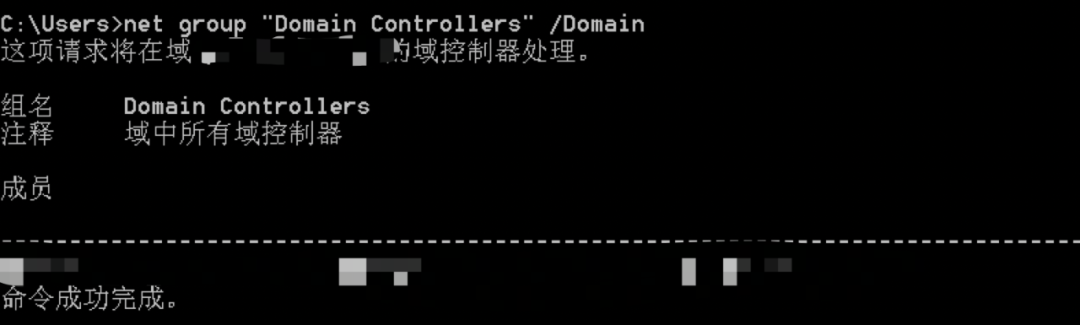 C:\Users>net group "Domain Controllers" /Domain
这项请求将在域 的域控制器处理。
组名 Domain Controllers
注释 域中所有域控制器
成员
-------------------------------------------------------------------------------
命令成功完成。